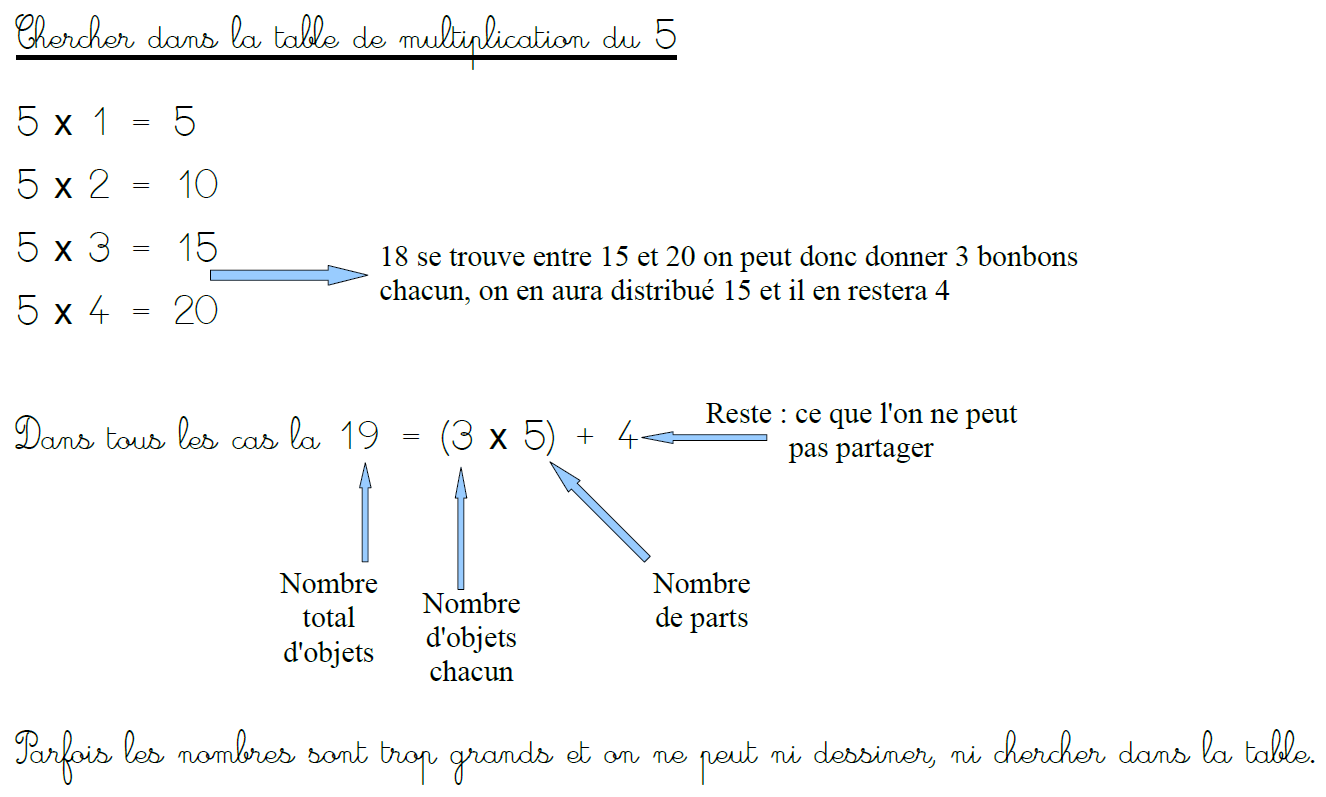 Chercher dans la table de multiplication du 5
5 x 1 = 5
5 x 2 = 10
5 x 3 = 15
18 se trouve entre 15 et 20 on peut donc donner 3 bonbons
chacun, on en aura distribué 15 et il en restera 4
5 x 4 = 20
Reste : ce que l'on ne peut
pas partager
Dans tous les cas la 19 = (3 x 5) + 4
Nombre
total
d'objets
Nombre
d'objets
chacun
Nombre
de parts
Parfois les nombres sont trop grands et on ne peut ni dessiner, ni chercher dans la table.